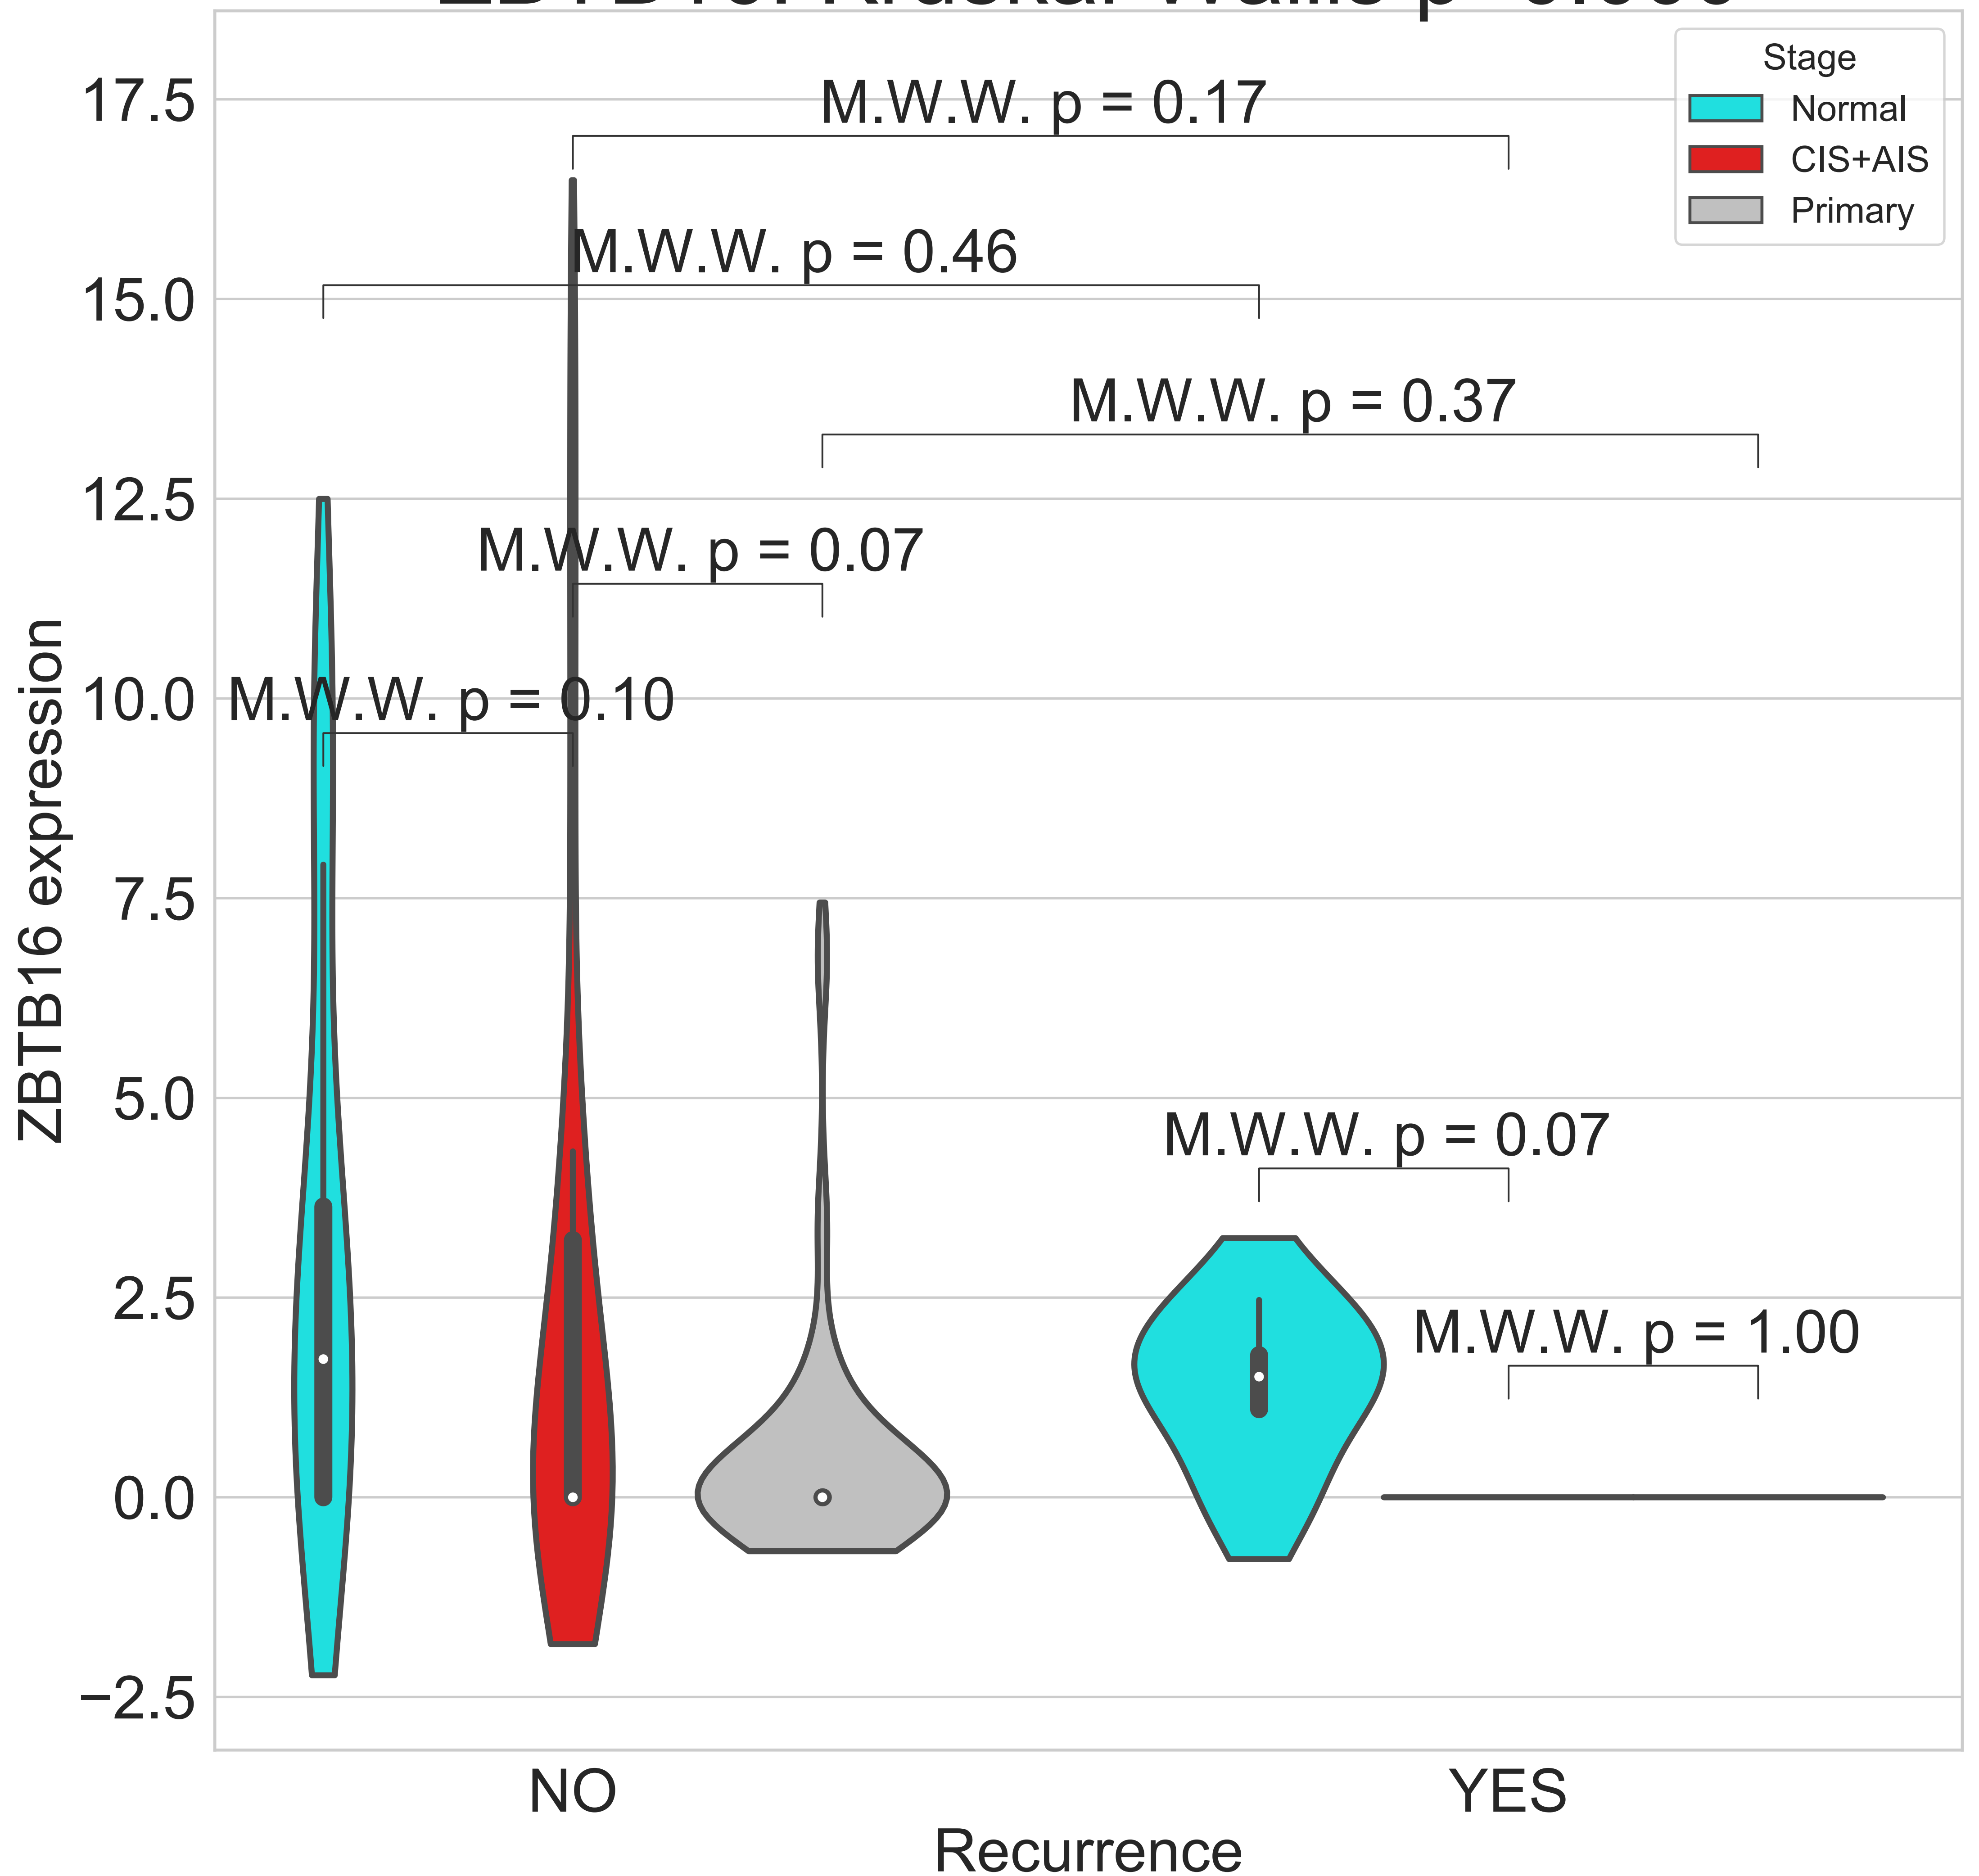 Stage
Normal
CIS+AIS
Primary
M.W.W. p = 0.17
M.W.W. p = 0.46
M.W.W. p = 0.37
M.W.W. p = 0.07
M.W.W. p = 0.10
M.W.W. p = 0.07
M.W.W. p = 1.00
17.5
15.0
12.5
10.0
7.5
5.0
2.5
0.0
−2.5
ZBTB16 expression
NO
YES
Recurrence